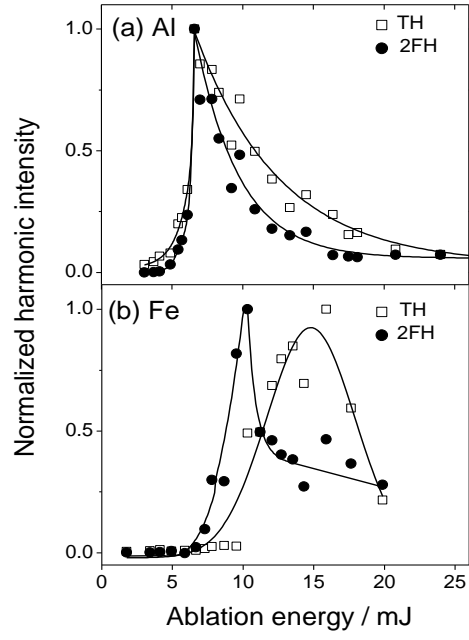 (a) Al
TH
2FH
1.0
0.5
0.0
(b) Fe
TH
2FH
1.0
0.5
0.0
0 5 10 15 20 25
Normalized harmonic intensity
Ablation energy / mJ